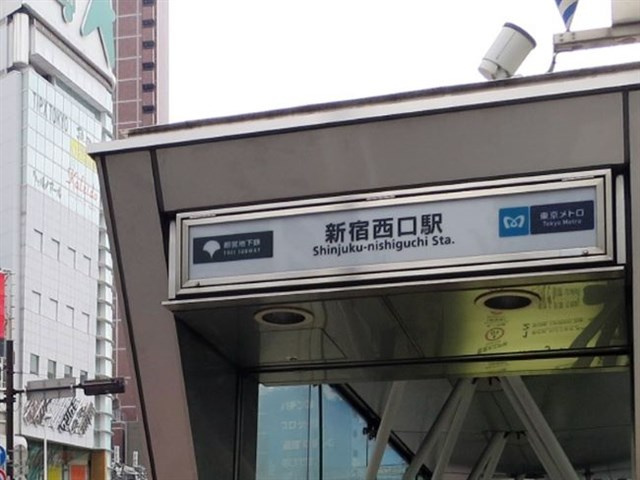 新宿西口駅
Shinjuku-nishiguchi Sta.
都営地下鉄
TOEI SUBWAY
東京メトロ
Tokyo Metro